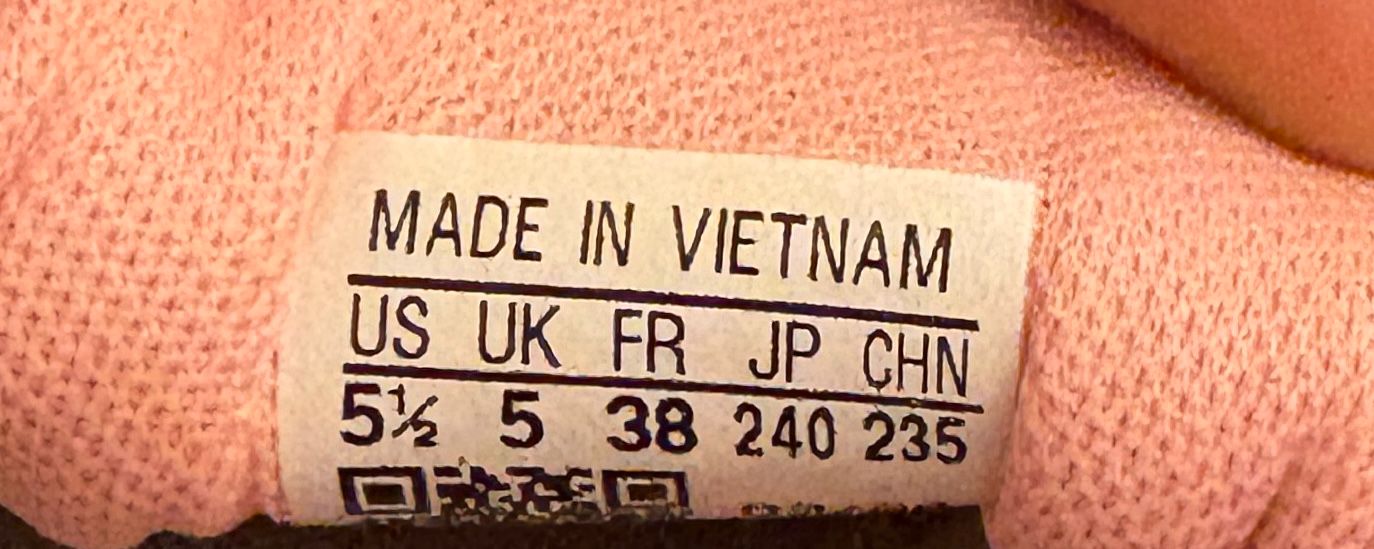 MADE IN VIETNAM
US UK FR JP CHN
5½ 5 38 240 235